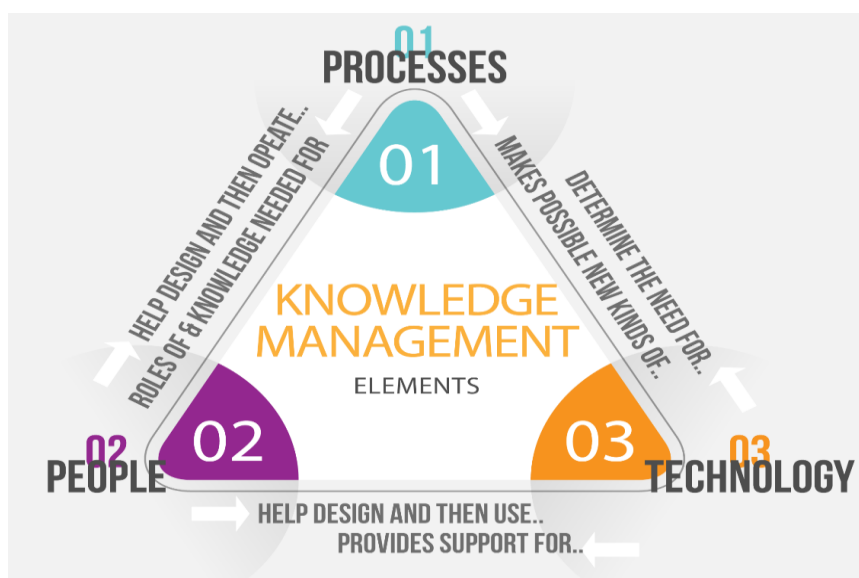 01
PROCESSES
01
HELP DESIGN AND THEN OPEATE..
ROLES OF & KNOWLEDGE NEEDED FOR
MAKES POSSIBLE NEW KINDS OF..
DETERMINE THE NEED FOR..
KNOWLEDGE
MANAGEMENT
ELEMENTS
02
PEOPLE
02
03
03
TECHNOLOGY
HELP DESIGN AND THEN USE..
PROVIDES SUPPORT FOR..